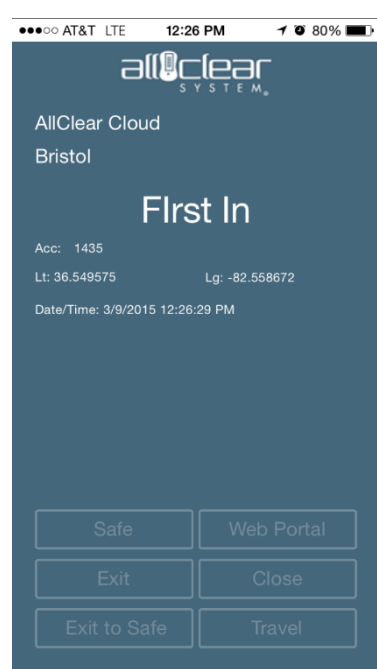 AT&T LTE 12:26 PM 80%
allclear
SYSTEM®
AllClear Cloud
Bristol
FIrst In
Acc: 1435
Lt: 36.549575 Lg: -82.558672
Date/Time: 3/9/2015 12:26:29 PM
Safe Web Portal
Exit Close
Exit to Safe Travel